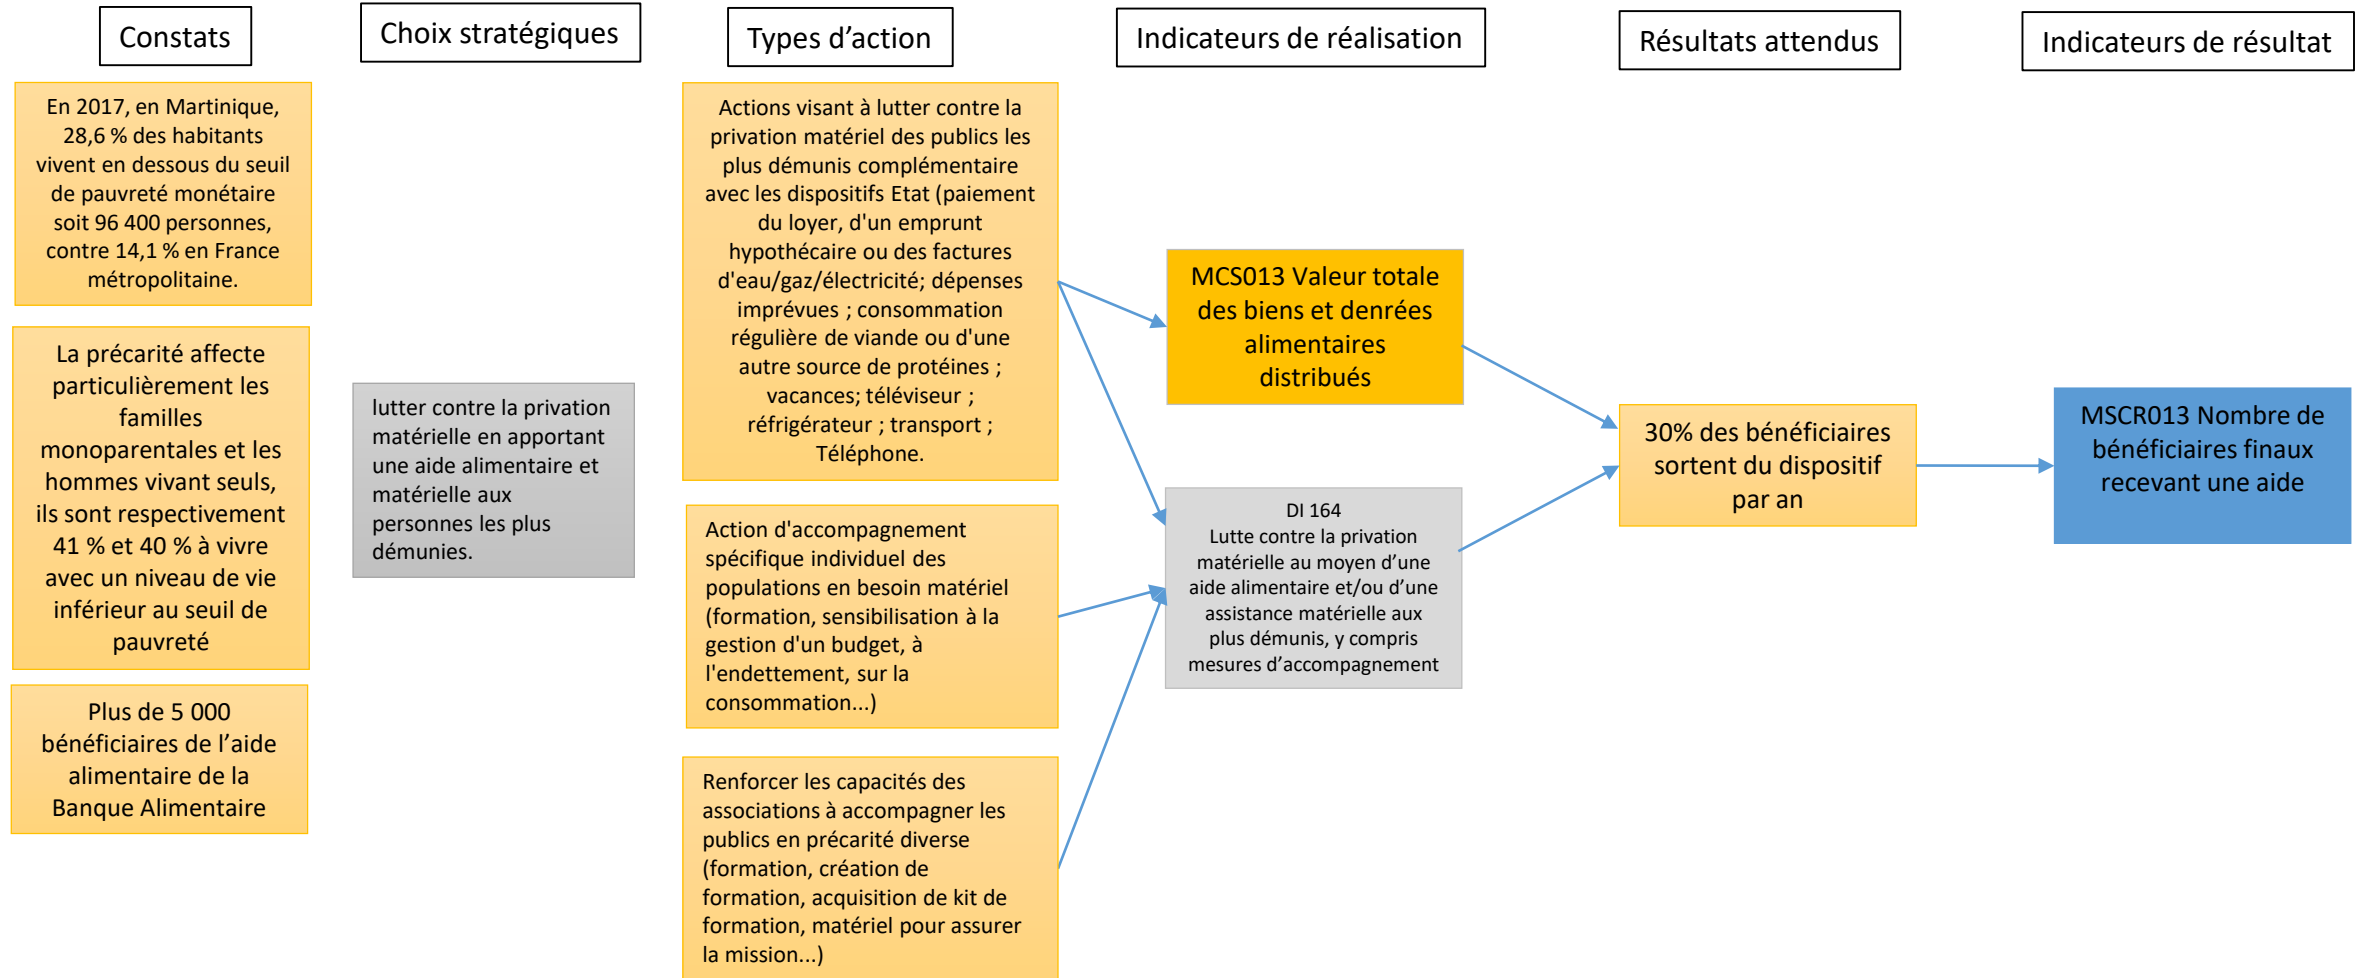 Constats
Choix stratégiques
Types d’action
Indicateurs de réalisation
Résultats attendus
Indicateurs de résultat
En 2017, en Martinique,
28,6 % des habitants
vivent en dessous du seuil
de pauvreté monétaire
soit 96 400 personnes,
contre 14,1 % en France
métropolitaine.
La précarité affecte
particulièrement les
familles
monoparentales et les
hommes vivant seuls,
ils sont respectivement
41 % et 40 % à vivre
avec un niveau de vie
inférieur au seuil de
pauvreté
Plus de 5 000
bénéficiaires de l’aide
alimentaire de la
Banque Alimentaire
lutter contre la privation
matérielle en apportant
une aide alimentaire et
matérielle aux
personnes les plus
démunies.
Actions visant à lutter contre la
privation matériel des publics les
plus démunis complémentaire
avec les dispositifs Etat (paiement
du loyer, d'un emprunt
hypothécaire ou des factures
d'eau/gaz/électricité; dépenses
imprévues ; consommation
régulière de viande ou d'une
autre source de protéines ;
vacances; téléviseur ;
réfrigérateur ; transport ;
Téléphone.
Action d'accompagnement
spécifique individuel des
populations en besoin matériel
(formation, sensibilisation à la
gestion d'un budget, à
l'endettement, sur la
consommation...)
Renforcer les capacités des
associations à accompagner les
publics en précarité diverse
(formation, création de
formation, acquisition de kit de
formation, matériel pour assurer
la mission...)
MCS013 Valeur totale
des biens et denrées
alimentaires
distribués
DI 164
Lutte contre la privation
matérielle au moyen d’une
aide alimentaire et/ou d’une
assistance matérielle aux
plus démunis, y compris
mesures d’accompagnement
30% des bénéficiaires
sortent du dispositif
par an
MSCR013 Nombre de
bénéficiaires finaux
recevant une aide